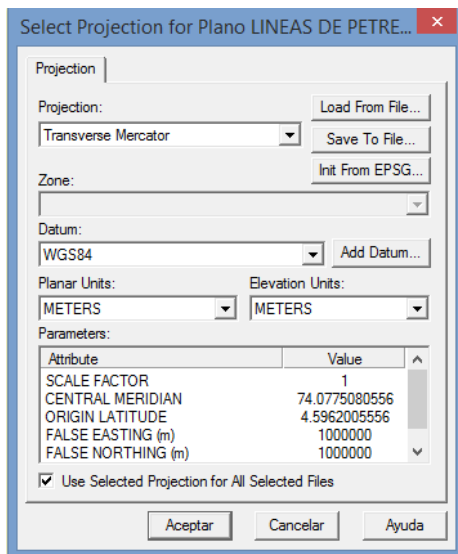 Select Projection for Plano LINEAS DE PETRE...
Projection
Projection:
Load From File...
Transverse Mercator
Save To File...
Init From EPSG...
Zone:
Datum:
WGS84
Add Datum...
Planar Units:
Elevation Units:
METERS
METERS
Parameters:
Attribute Value
SCALE FACTOR 1
CENTRAL MERIDIAN 74.0775080556
ORIGIN LATITUDE 4.5962005556
FALSE EASTING (m) 1000000
FALSE NORTHING (m) 1000000
Use Selected Projection for All Selected Files
Aceptar Cancelar Ayuda